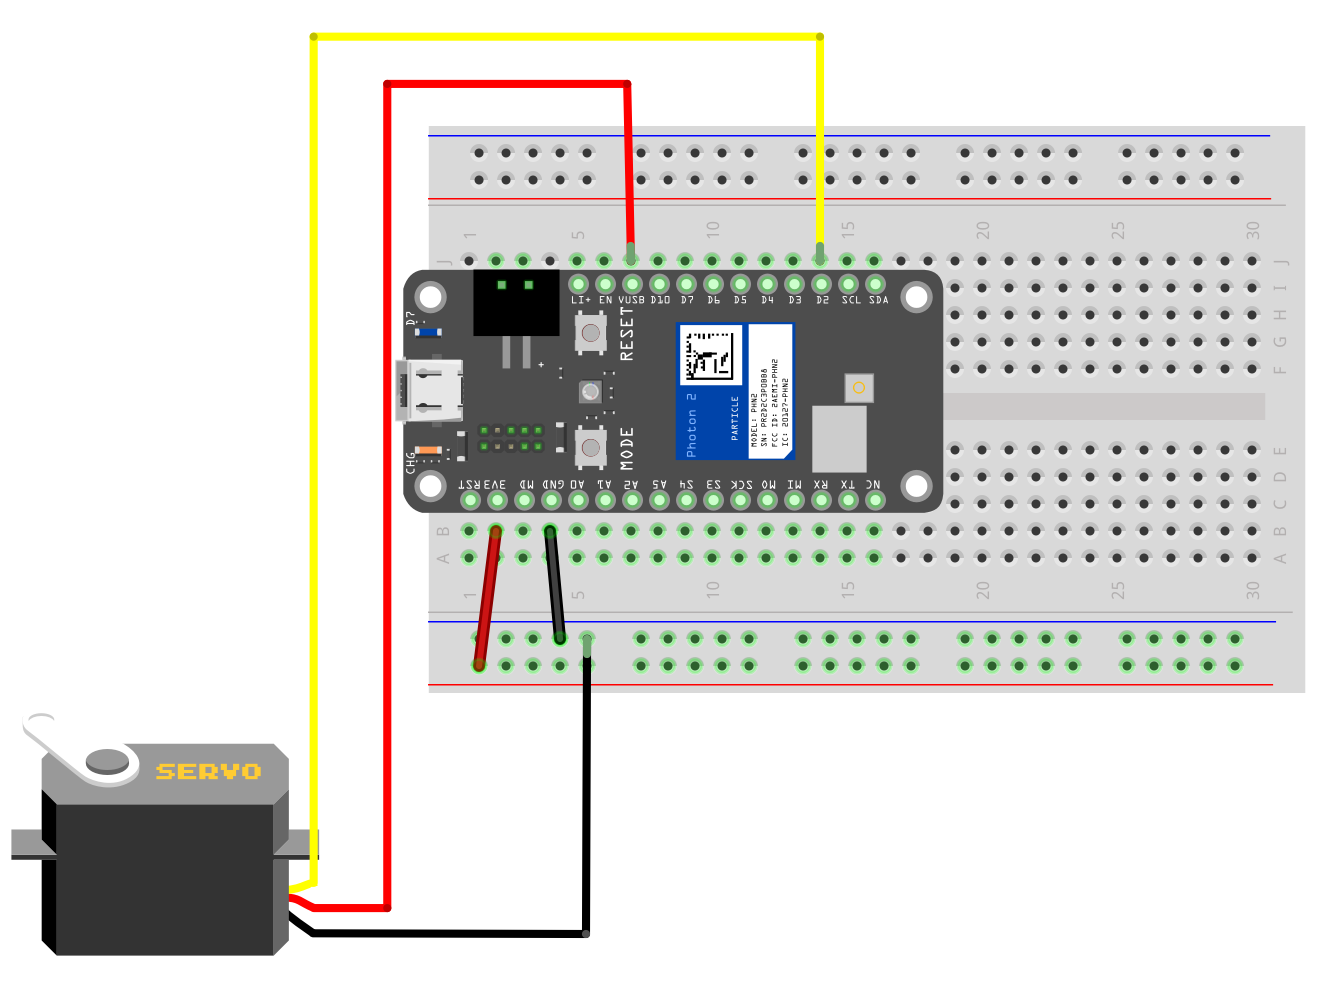 1 5 10 15 20 25 30
J J
I
H
G
F
LI+ EN VUSB D10 D7 D6 D5 D4 D3 D2 SCL SDA
D7
RESET
+
Photon 2
PARTICLE
MODEL: PHN2
FCC ID: 2AEMI-PHN2
IC: 20127-PHN2
MODE
CHG
RST 3V3 MD GND A0 A1 A2 A5 S4 S3 SCK MO MI RX TX NC
E
D
C
B B
A A
1 5 10 15 20 25 30
SERVO